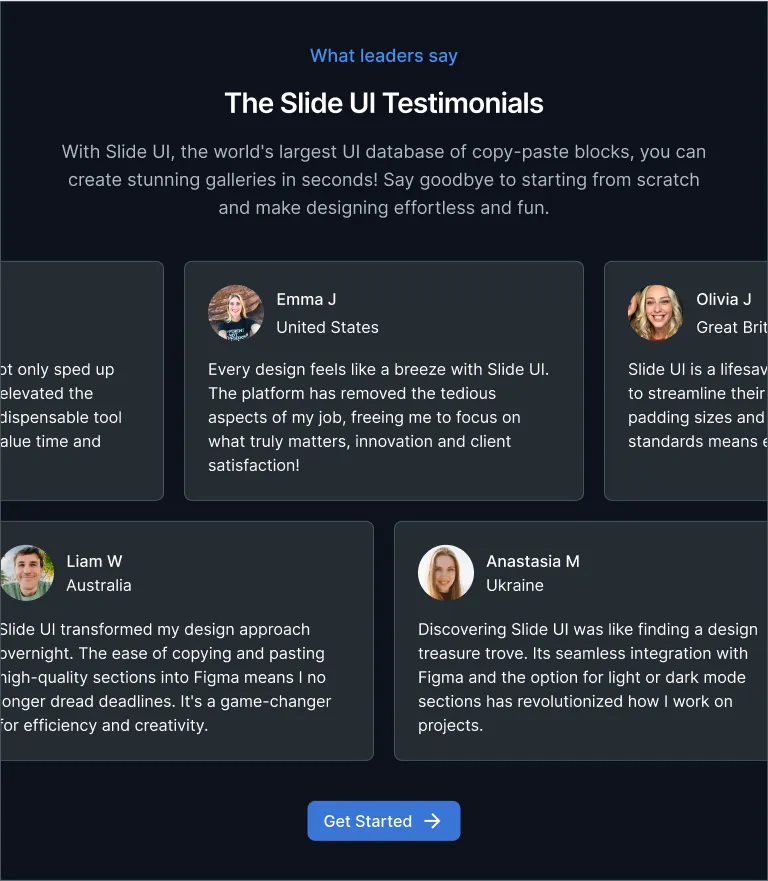 What leaders say
The Slide UI Testimonials
With Slide UI, the world's largest UI database of copy-paste blocks, you can
create stunning galleries in seconds! Say goodbye to starting from scratch
and make designing effortless and fun.
only sped up
elevated the
tool
time and
Emma J
United States
Every design feels like a breeze with Slide UI.
The platform has removed the tedious
aspects of my job, freeing me to focus on
what truly matters, innovation and client
satisfaction!
Olivia J
Great
Slide UI is a
to streamline their
padding sizes and
standards means
Liam W
Australia
Slide UI transformed my design approach
overnight. The ease of copying and pasting
high-quality sections into Figma means I no
longer dread deadlines. It's a game-changer
for efficiency and creativity.
Anastasia M
Ukraine
Discovering Slide UI was like finding a design
treasure trove. Its seamless integration with
Figma and the option for light or dark mode
sections has revolutionized how I work on
projects.
Get Started